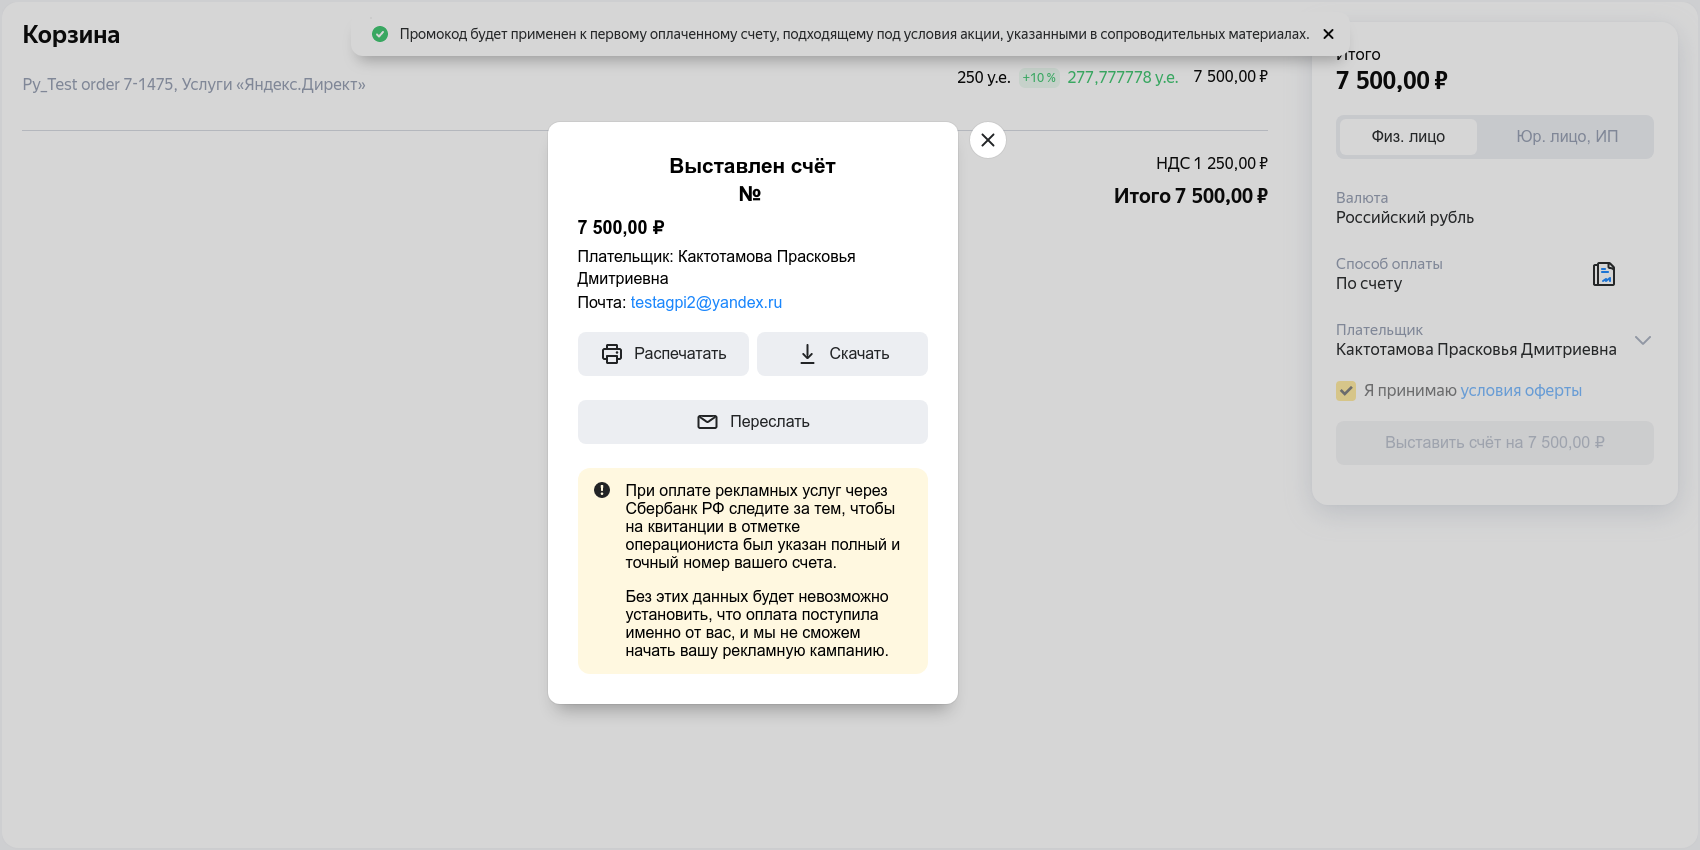 Корзина
Промокод будет применен к первому оплаченному счету, подходящему под условия акции, указанными в сопроводительных материалах.
Py_Test order 7-1475, Услуги «Яндекс.Директ»
250 у.е. +10 % 277,777778 у.е. 7 500,00 ₽
НДС 1 250,00 ₽
Итого 7 500,00 ₽
Выставлен счёт
№
7 500,00 ₽
Плательщик: Кактотамова Прасковья
Дмитриевна
Почта: testagpi2@yandex.ru
Распечатать Скачать
Переслать
При оплате рекламных услуг через
Сбербанк РФ следите за тем, чтобы
на квитанции в отметке
операциониста был указан полный и
точный номер вашего счета.
Без этих данных будет невозможно
установить, что оплата поступила
именно от вас, и мы не сможем
начать вашу рекламную кампанию.
Итого
7 500,00 ₽
Физ. лицо Юр. лицо, ИП
Валюта
Российский рубль
Способ оплаты
По счету
Плательщик
Кактотамова Прасковья Дмитриевна
Я принимаю условия оферты
Выставить счёт на 7 500,00 ₽